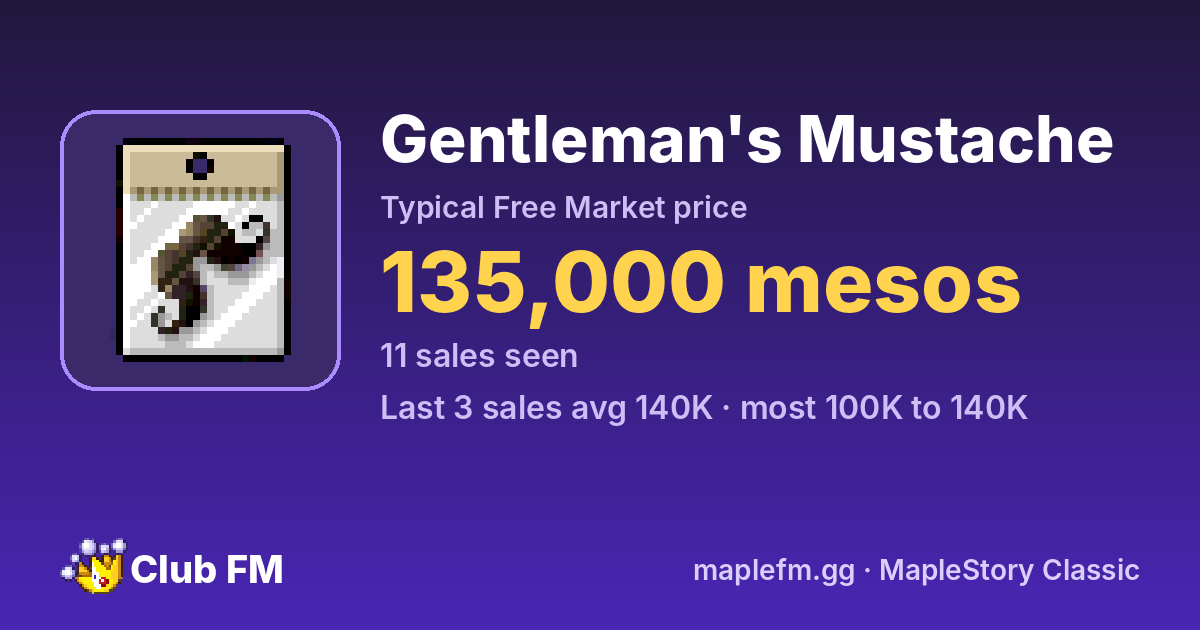 Gentleman's Mustache
Typical Free Market price
135,000 mesos
11 sales seen
Last 3 sales avg 140K · most 100K to 140K
Club FM
maplefm.gg · MapleStory Classic